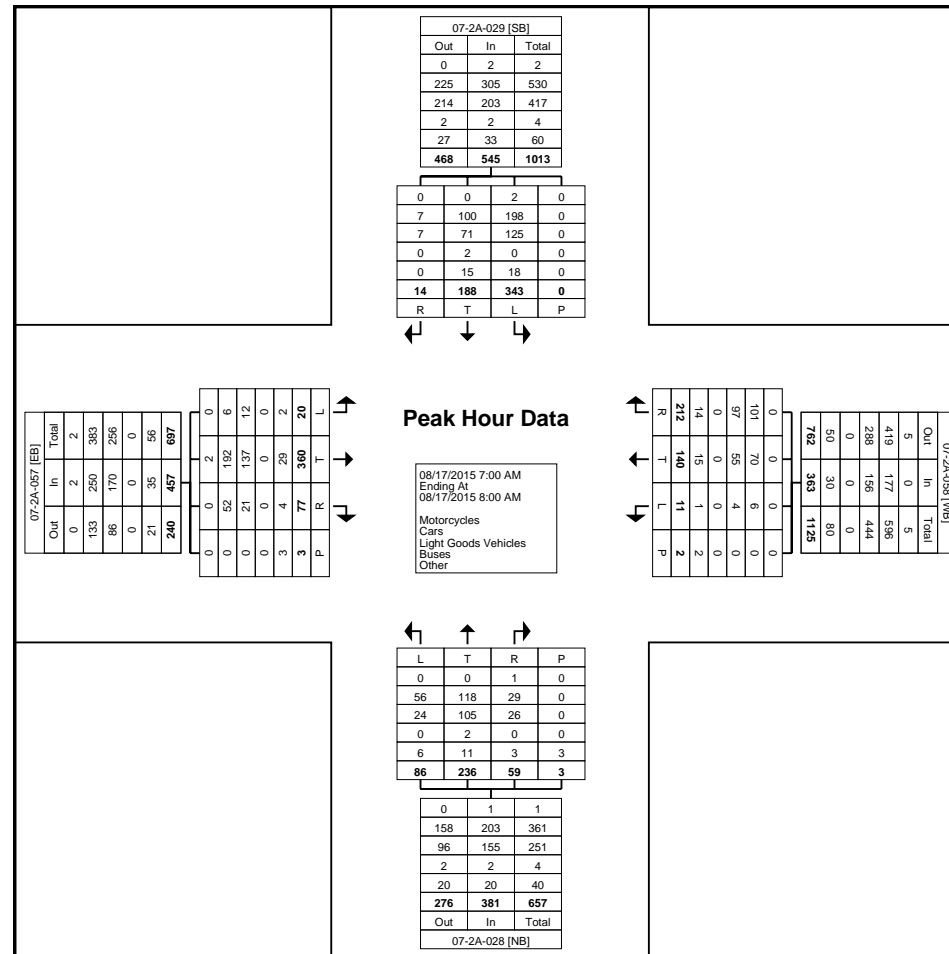 07-2A-029 [SB]
Out In Total
0 2 2
225 305 530
214 203 417
2 2 4
27 33 60
468 545 1013
0 0 2 0
7 100 198 0
7 71 125 0
0 2 0 0
0 15 18 0
14 188 343 0
R T L P
07-2A-057 [EB]
Total In Out
2 2 0
383 250 133
256 170 86
0 0 0
56 35 21
697 457 240
0 2 0 0
6 192 52 0
12 137 21 0
0 0 0 0
2 29 4 3
20 360 77 3
L T R P
Peak Hour Data
08/17/2015 7:00 AM
Ending At
08/17/2015 8:00 AM
Motorcycles
Cars
Light Goods Vehicles
Buses
Other
R T L P
212 140 11 2
14 15 1 2
0 0 0 0
97 55 4 0
101 70 6 0
0 0 0 0
07-2A-058 [WB]
Out In Total
5 0 5
419 177 596
288 156 444
0 0 0
50 30 80
762 363 1125
L T R P
0 0 1 0
56 118 29 0
24 105 26 0
0 2 0 0
6 11 3 3
86 236 59 3
0 1 1
158 203 361
96 155 251
2 2 4
20 20 40
276 381 657
Out In Total
07-2A-028 [NB]